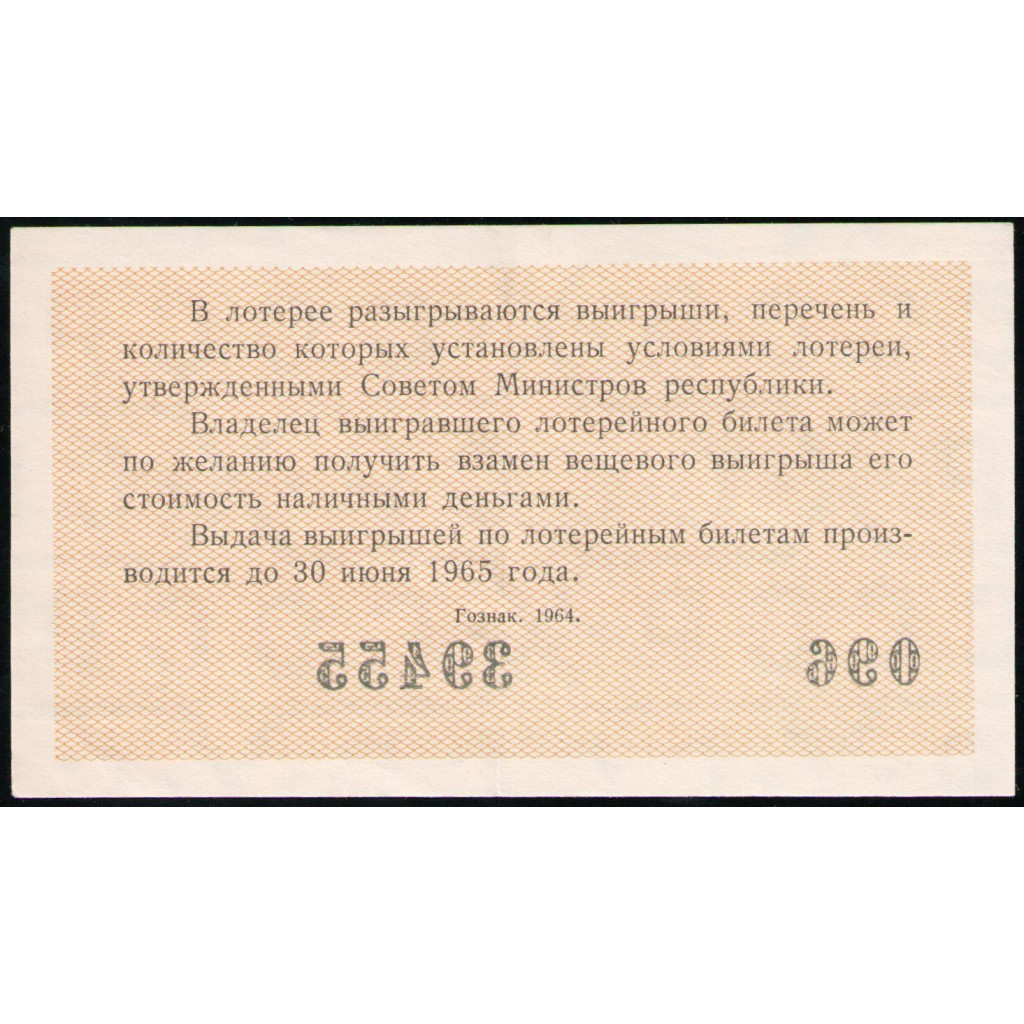 В лотерее разыгрываются выигрыши, перечень и
количество которых установлены условиями лотереи,
утвержденными Советом Министров республики.
Владелец выигравшего лотерейного билета может
по желанию получить взамен вещевого выигрыша его
стоимость наличными деньгами.
Выдача выигрышей по лотерейным билетам произ-
водится до 30 июня 1965 года.
Гознак. 1964.
39455 096